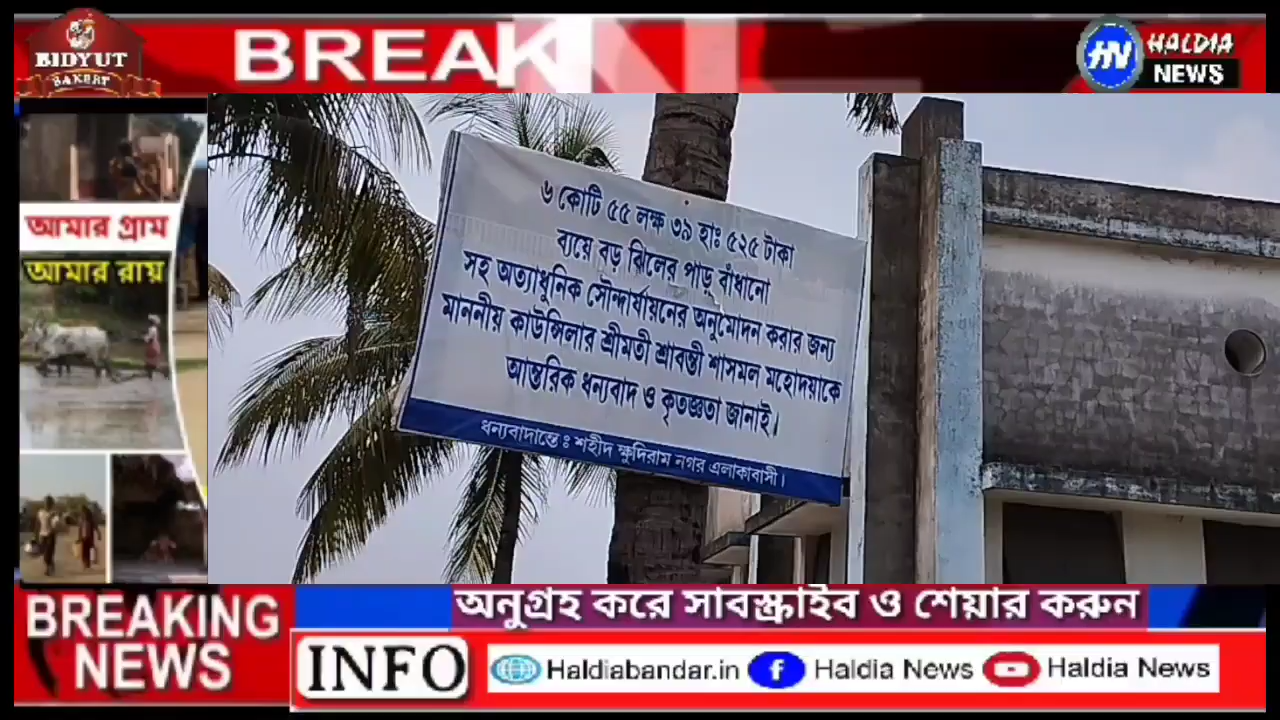 BIDYUT
BAKERY
BREAK
HN
HALDIA
NEWS
আমার গ্রাম
আমার রায়
৬ কোটি ৫৫ লক্ষ ৩৯ হাঃ ৫২৫ টাকা
ব্যয়ে বড় ঝিলের পাড় বাঁধানো
সহ অত্যাধুনিক সৌন্দার্যায়নের অনুমোদন করার জন্য
মাননীয় কাউন্সিলার শ্রীমতী শ্রাবন্তী শাসমল মহোদয়াকে
আন্তরিক ধন্যবাদ ও কৃতজ্ঞতা জানাই।
ধন্যবাদান্তে ঃ শহীদ ক্ষুদিরাম নগর এলাকাবাসী।
অনুগ্রহ করে সাবস্ক্রাইব ও শেয়ার করুন
BREAKING
NEWS
INFO
Haldiabandar.in
Haldia News
Haldia News